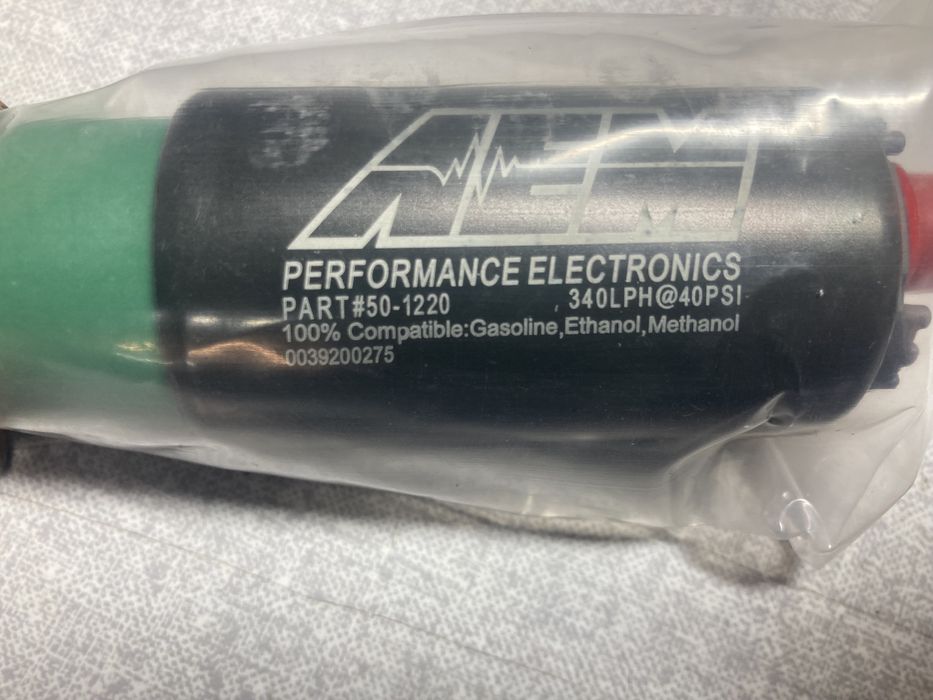 AEM
PERFORMANCE ELECTRONICS
PART#50-1220 340LPH@40PSI
100% Compatible:Gasoline,Ethanol,Methanol
0039200275